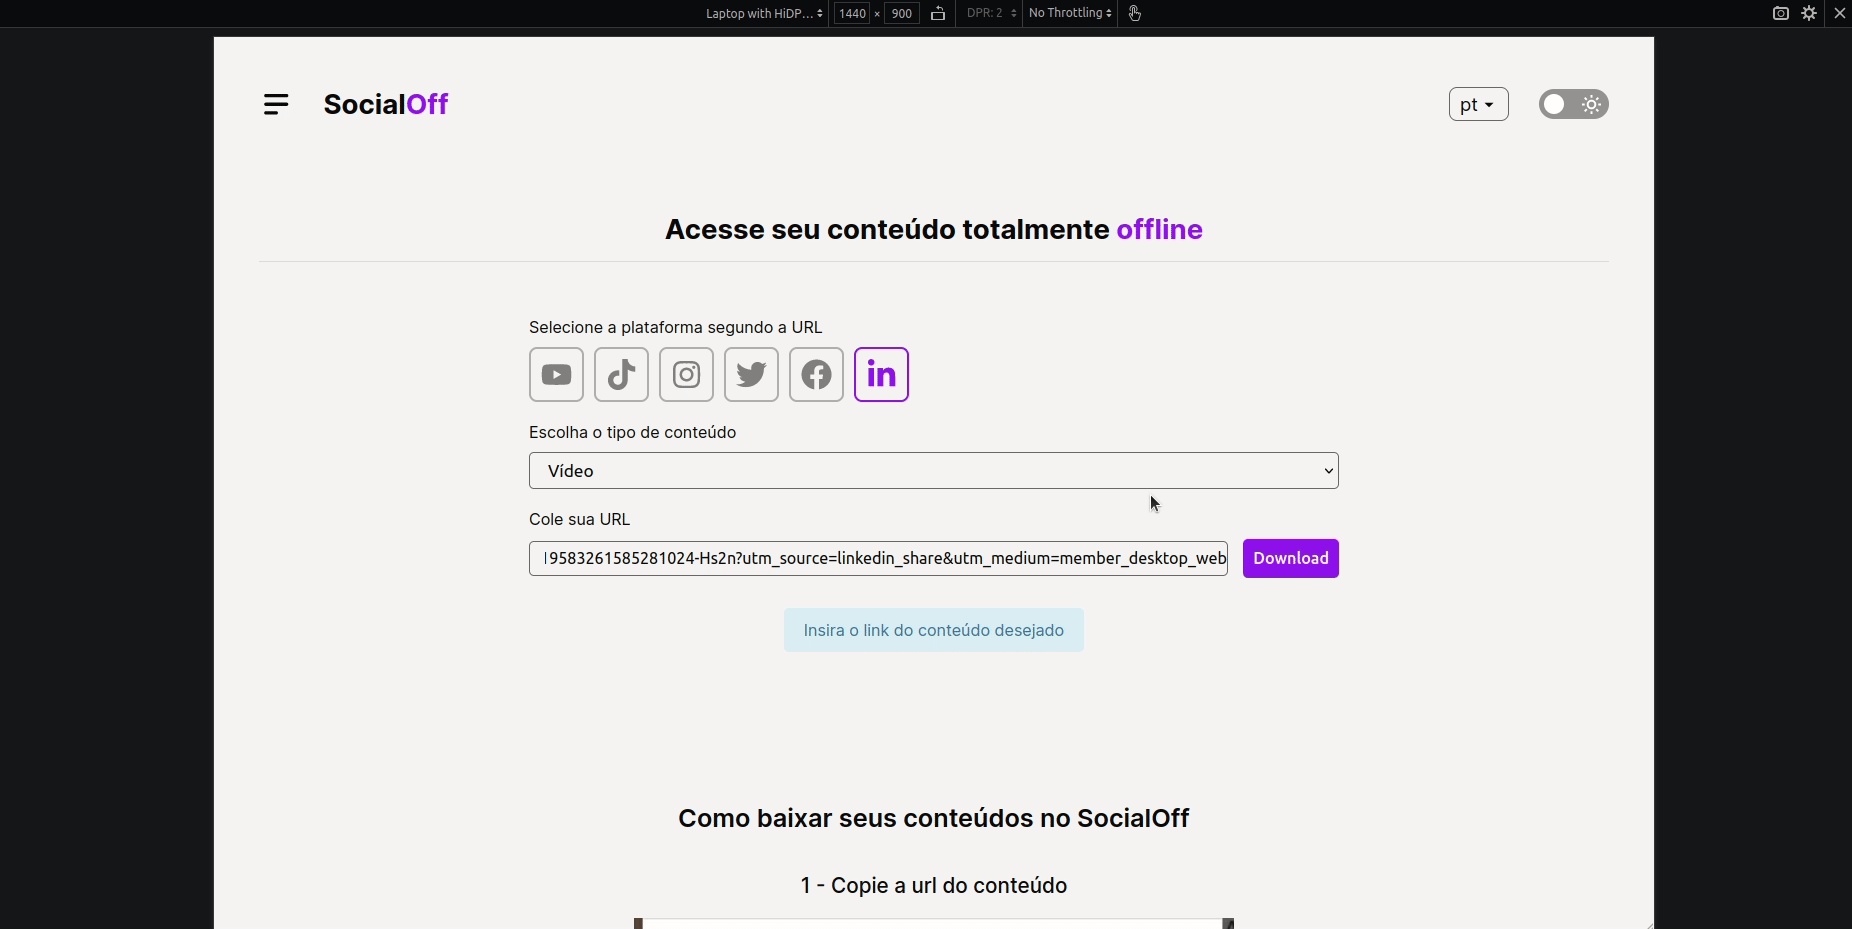 Laptop with HiDP... 1440 × 900 DPR: 2 No Throttling
SocialOff
pt
Acesse seu conteúdo totalmente offline
Selecione a plataforma segundo a URL
in
Escolha o tipo de conteúdo
Vídeo
Cole sua URL
19583261585281024-Hs2n?utm_source=linkedin_share&utm_medium=member_desktop_web
Download
Insira o link do conteúdo desejado
Como baixar seus conteúdos no SocialOff
1 - Copie a url do conteúdo